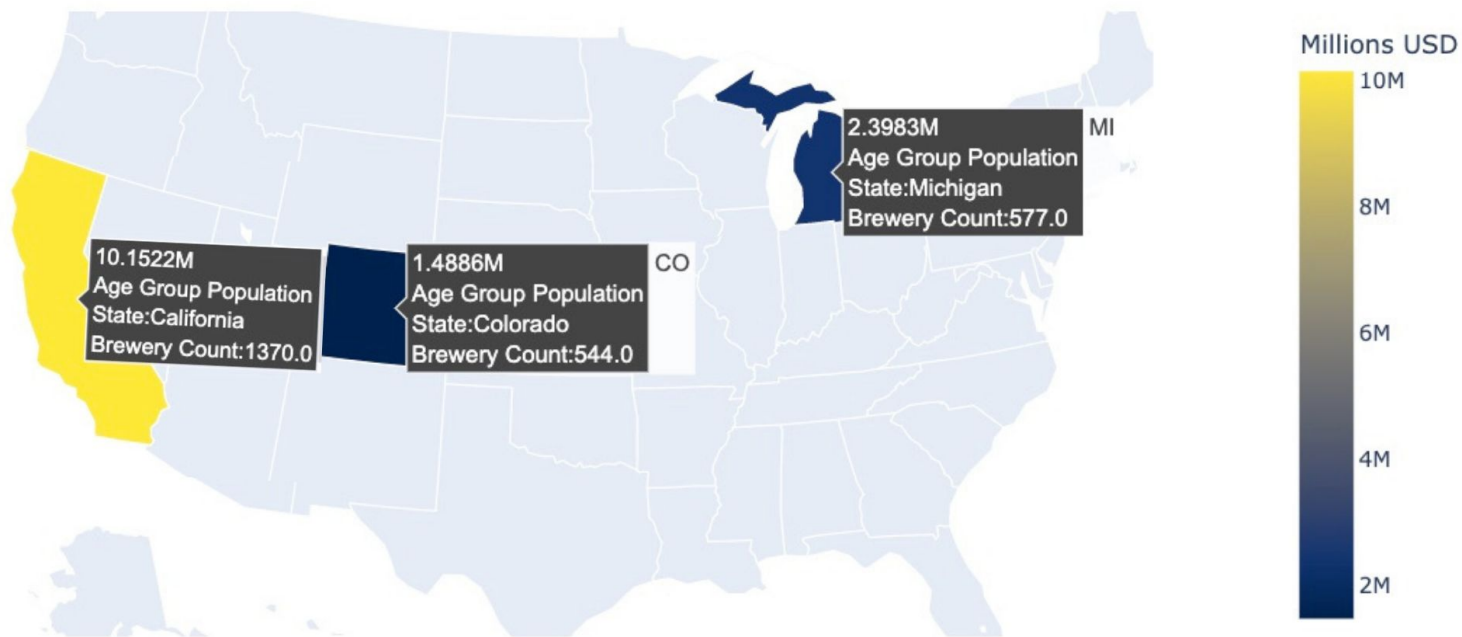 Millions USD
10M
8M
6M
4M
2M
2.3983M
Age Group Population
State:Michigan
Brewery Count:577.0
MI
10.1522M
Age Group Population
State:California
Brewery Count:1370.0
1.4886M
Age Group Population
State:Colorado
Brewery Count:544.0
CO